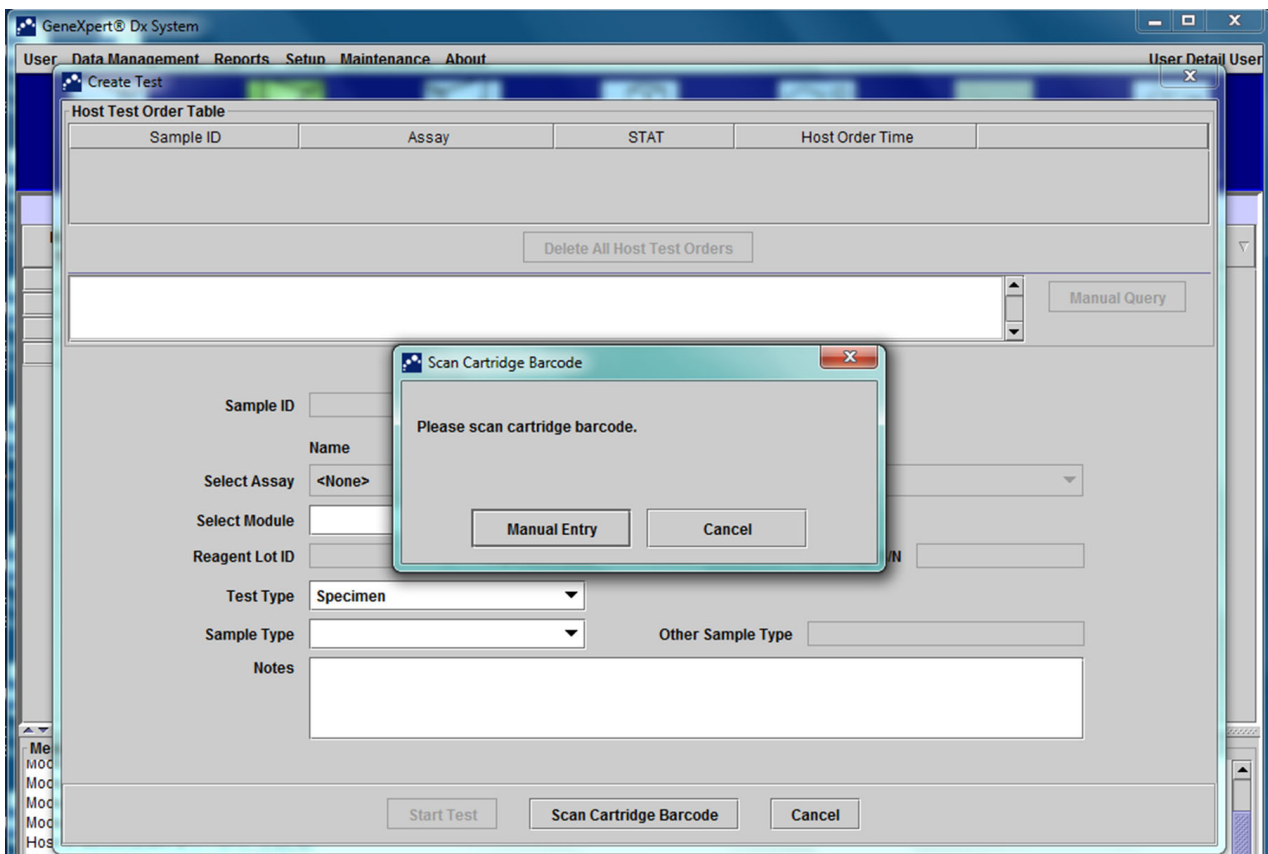 GeneXpert® Dx System
User Data Management Reports Setup Maintenance About User Detail User
Create Test
Host Test Order Table
Sample ID Assay STAT Host Order Time
Delete All Host Test Orders
Manual Query
Scan Cartridge Barcode
Please scan cartridge barcode.
Manual Entry Cancel
Sample ID
Name
Select Assay <None>
Select Module
Reagent Lot ID
Test Type Specimen
Sample Type Other Sample Type
Notes
Start Test Scan Cartridge Barcode Cancel